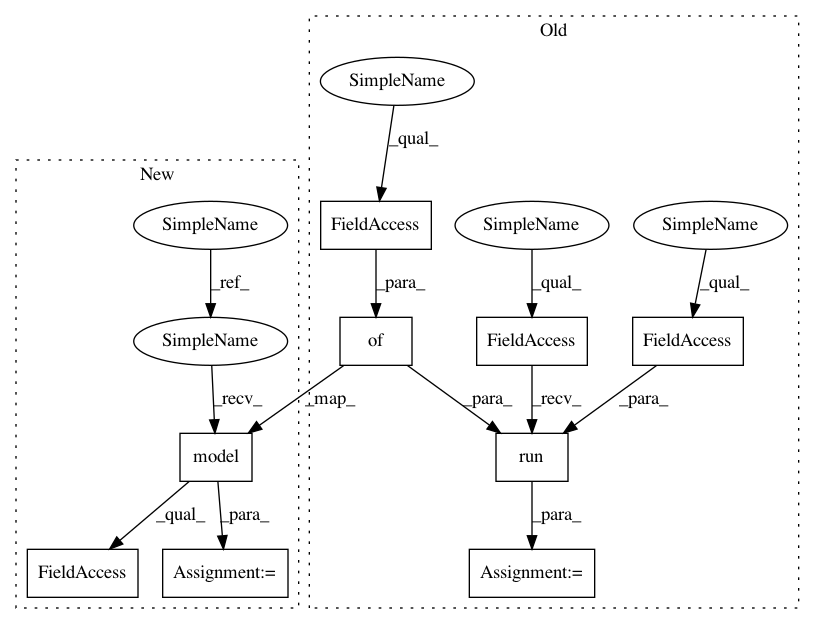 Old
SimpleName
_qual_
New
FieldAccess
SimpleName
SimpleName
SimpleName
_ref_
_para_
_qual_
_qual_
SimpleName
of
FieldAccess
FieldAccess
_recv_
_map_
_para_
_recv_
_para_
model
run
_qual_
_para_
_para_
FieldAccess
Assignment:=
Assignment:=